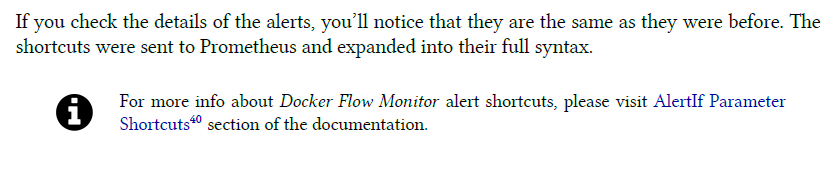 If you check the details of the alerts, you’ll notice that they are the same as they were before. The
shortcuts were sent to Prometheus and expanded into their full syntax.
For more info about Docker Flow Monitor alert shortcuts, please visit AlertIf Parameter
Shortcuts⁴⁰ section of the documentation.